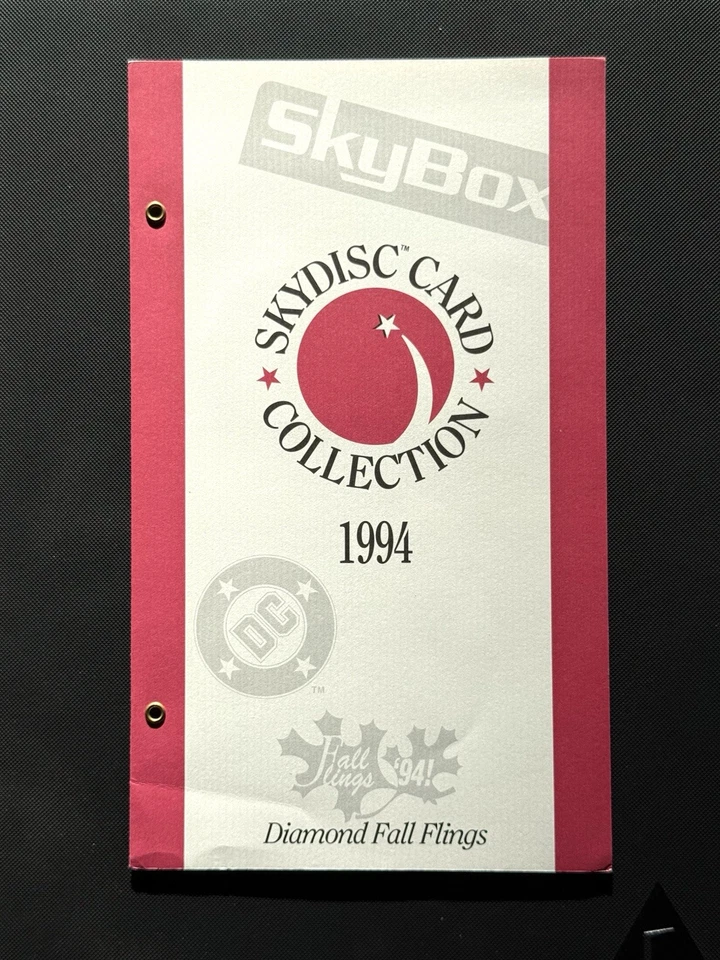 SkyBox
SKYDISC™ CARD
COLLECTION
1994
DC
TM
Fall
Flings
'94!
Diamond Fall Flings